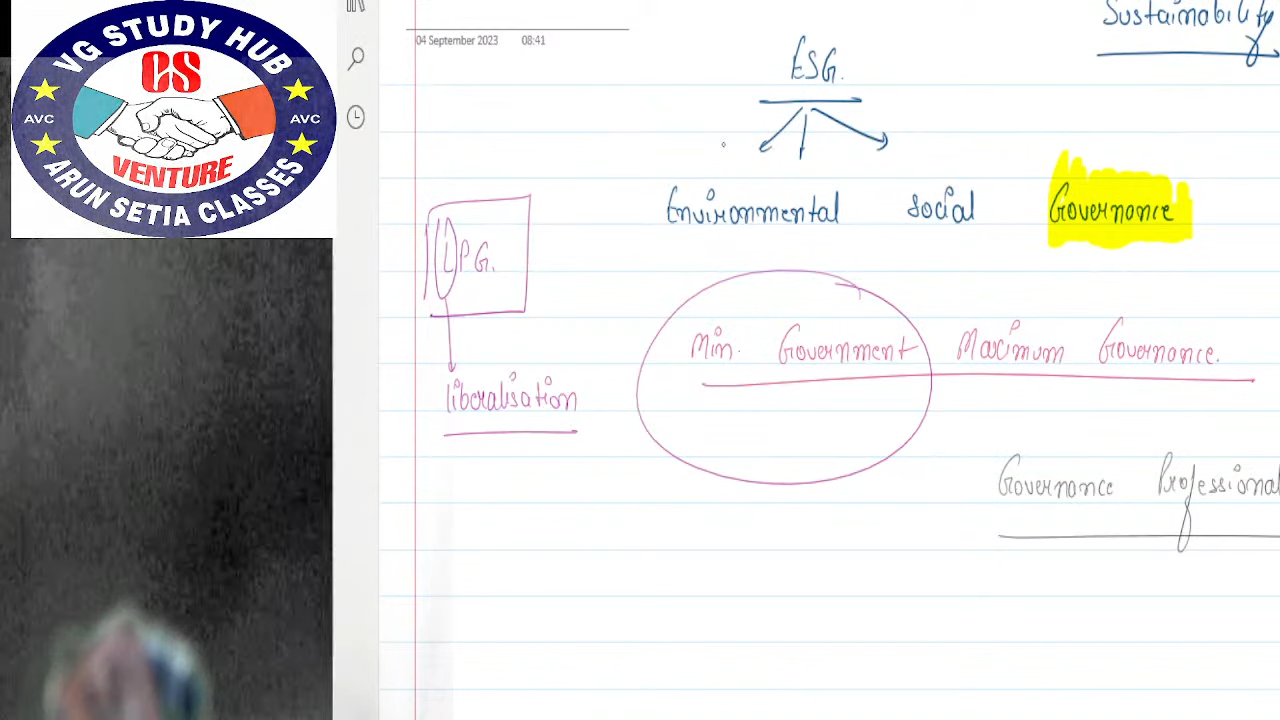 VG STUDY HUB
CS
AVC
AVC
VENTURE
ARUN SETIA CLASSES
04 September 2023 08:41
Sustainability
ESG.
Environmental Social Governance
LPG.
Min. Government Maximum Governance.
liberalisation
Governance Professional